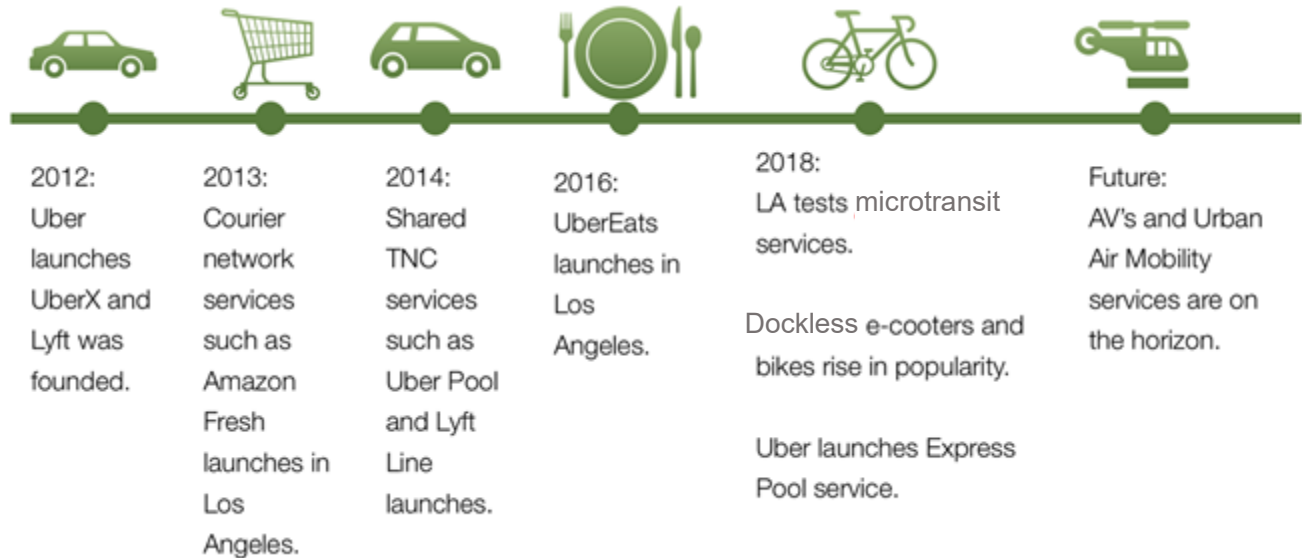 2012:
Uber
launches
UberX and
Lyft was
founded.
2013:
Courier
network
services
such as
Amazon
Fresh
launches in
Los
Angeles.
2014:
Shared
TNC
services
such as
Uber Pool
and Lyft
Line
launches.
2016:
UberEats
launches in
Los
Angeles.
2018:
LA tests microtransit
services.
Dockless e-cooters and
bikes rise in popularity.
Uber launches Express
Pool service.
Future:
AV's and Urban
Air Mobility
services are on
the horizon.